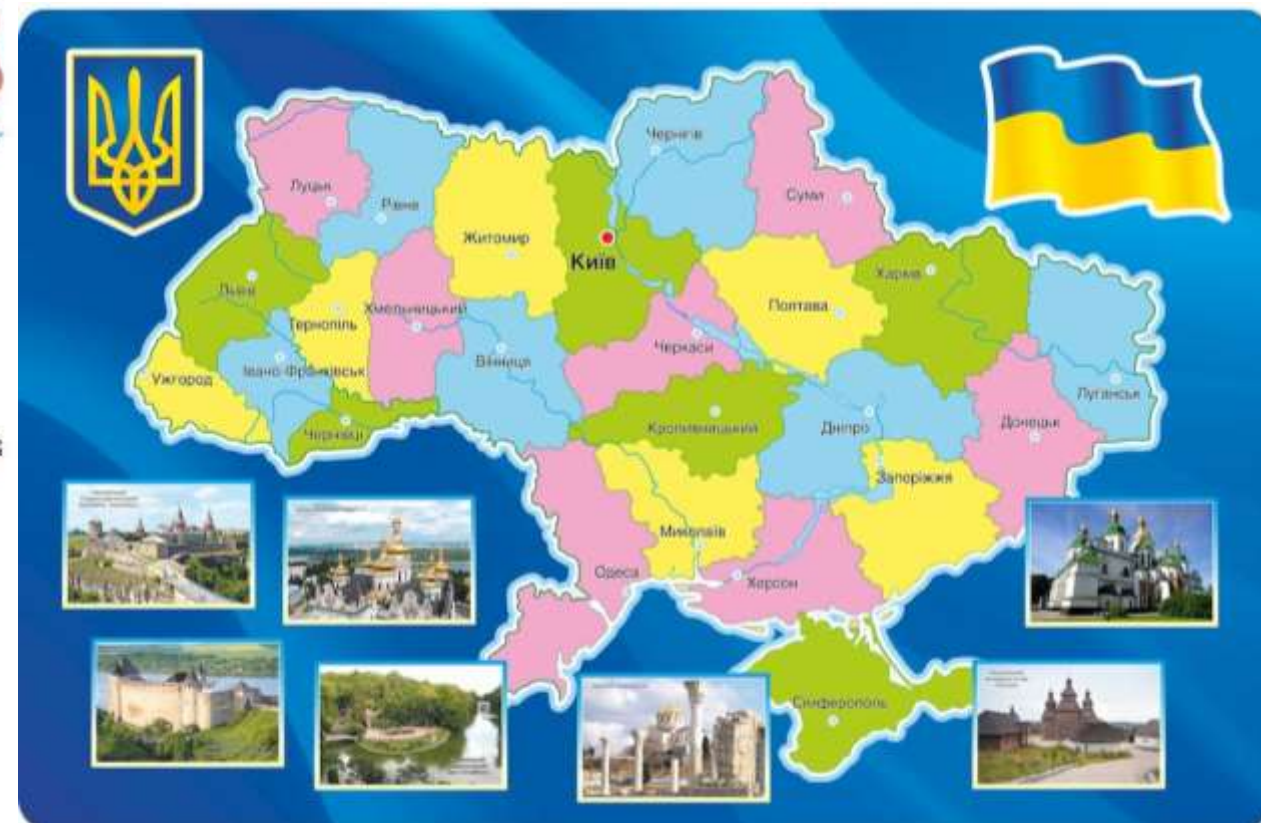 Чернігів
Луцьк
Суми
Рівне
Житомир
Київ
Харків
Львів
Хмельницький
Полтава
Тернопіль
Черкаси
Вінниця
Івано-Франківськ
Ужгород
Луганськ
Чернівці
Кропивницький
Дніпро
Донецьк
Запоріжжя
Миколаїв
Одеса
Херсон
Сімферополь